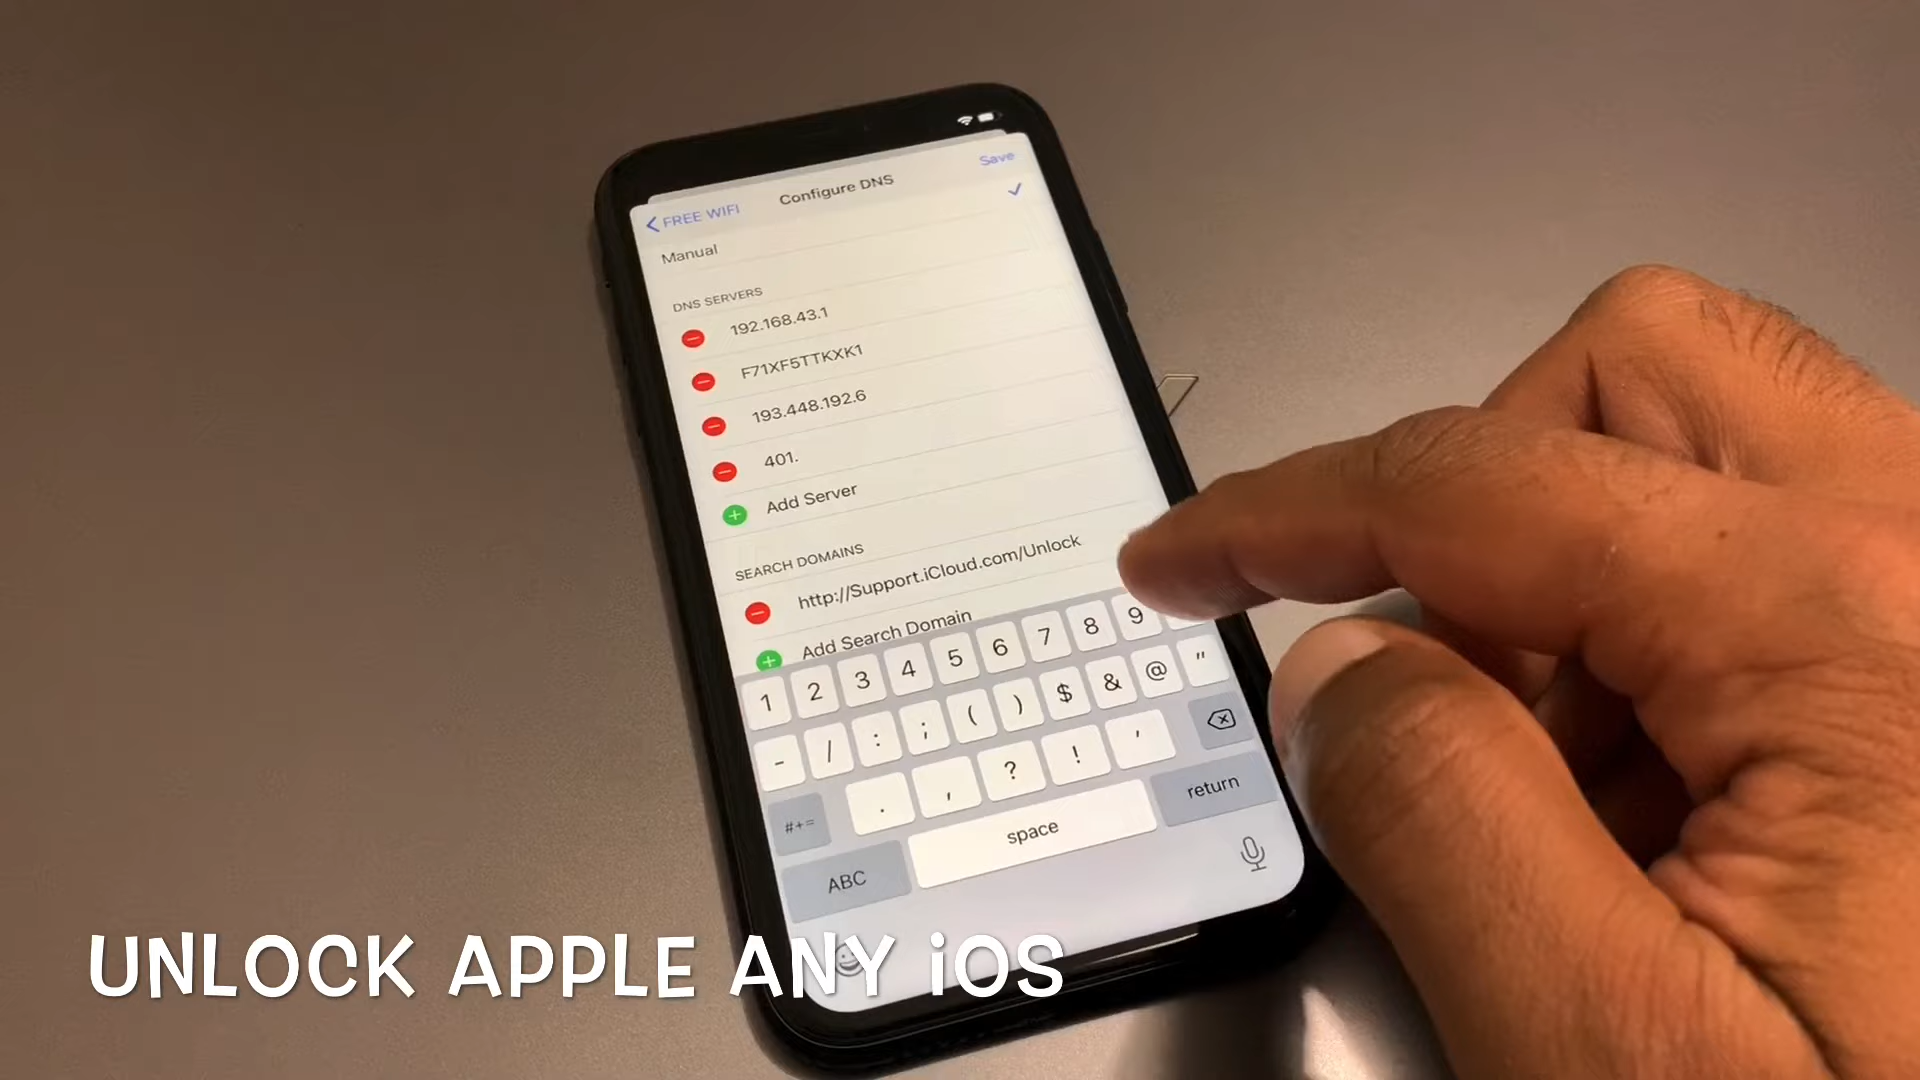 Save
FREE WIFI
Configure DNS
Manual
DNS SERVERS
192.168.43.1
F71XF5TTKXK1
193.448.192.6
401.
Add Server
SEARCH DOMAINS
http://Support.iCloud.com/Unlock
Add Search Domain
1 2 3 4 5 6 7 8 9
- / : ; ( ) $ & @ "
#+= . , ? ! '
ABC space return
UNLOCK APPLE ANY iOS